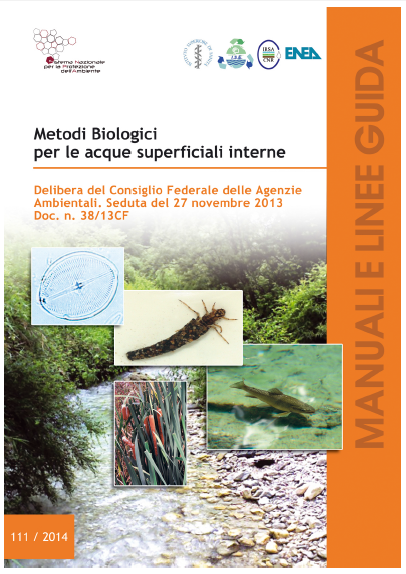 Sistema Nazionale
per la Protezione
dell'Ambiente
IRSA
CNR
ENEA
Metodi Biologici
per le acque superficiali interne
Delibera del Consiglio Federale delle Agenzie
Ambientali. Seduta del 27 novembre 2013
Doc. n. 38/13CF
MANUALI E LINEE GUIDA
111 / 2014